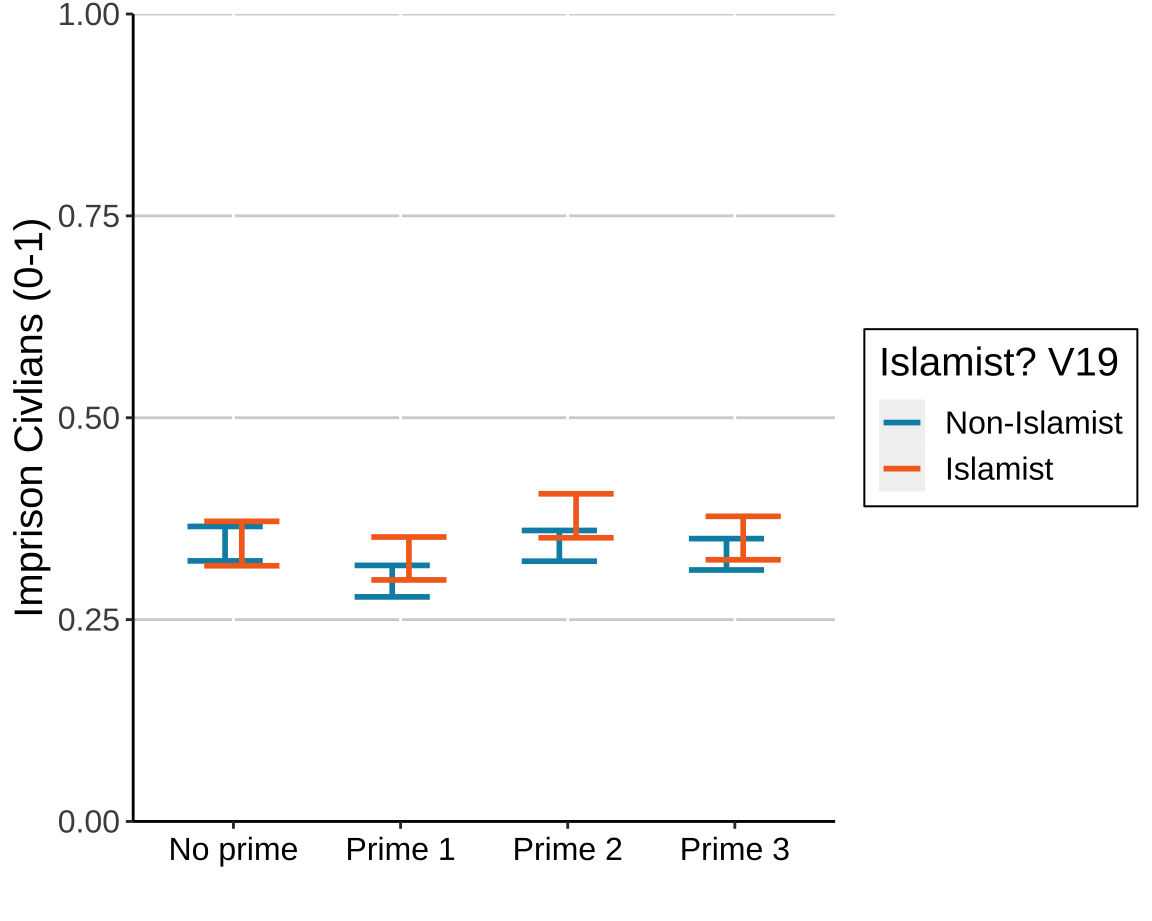 1.00
0.75
0.50
0.25
0.00
Imprison Civlians (0-1)
No prime
Prime 1
Prime 2
Prime 3
Islamist? V19
Non-Islamist
Islamist